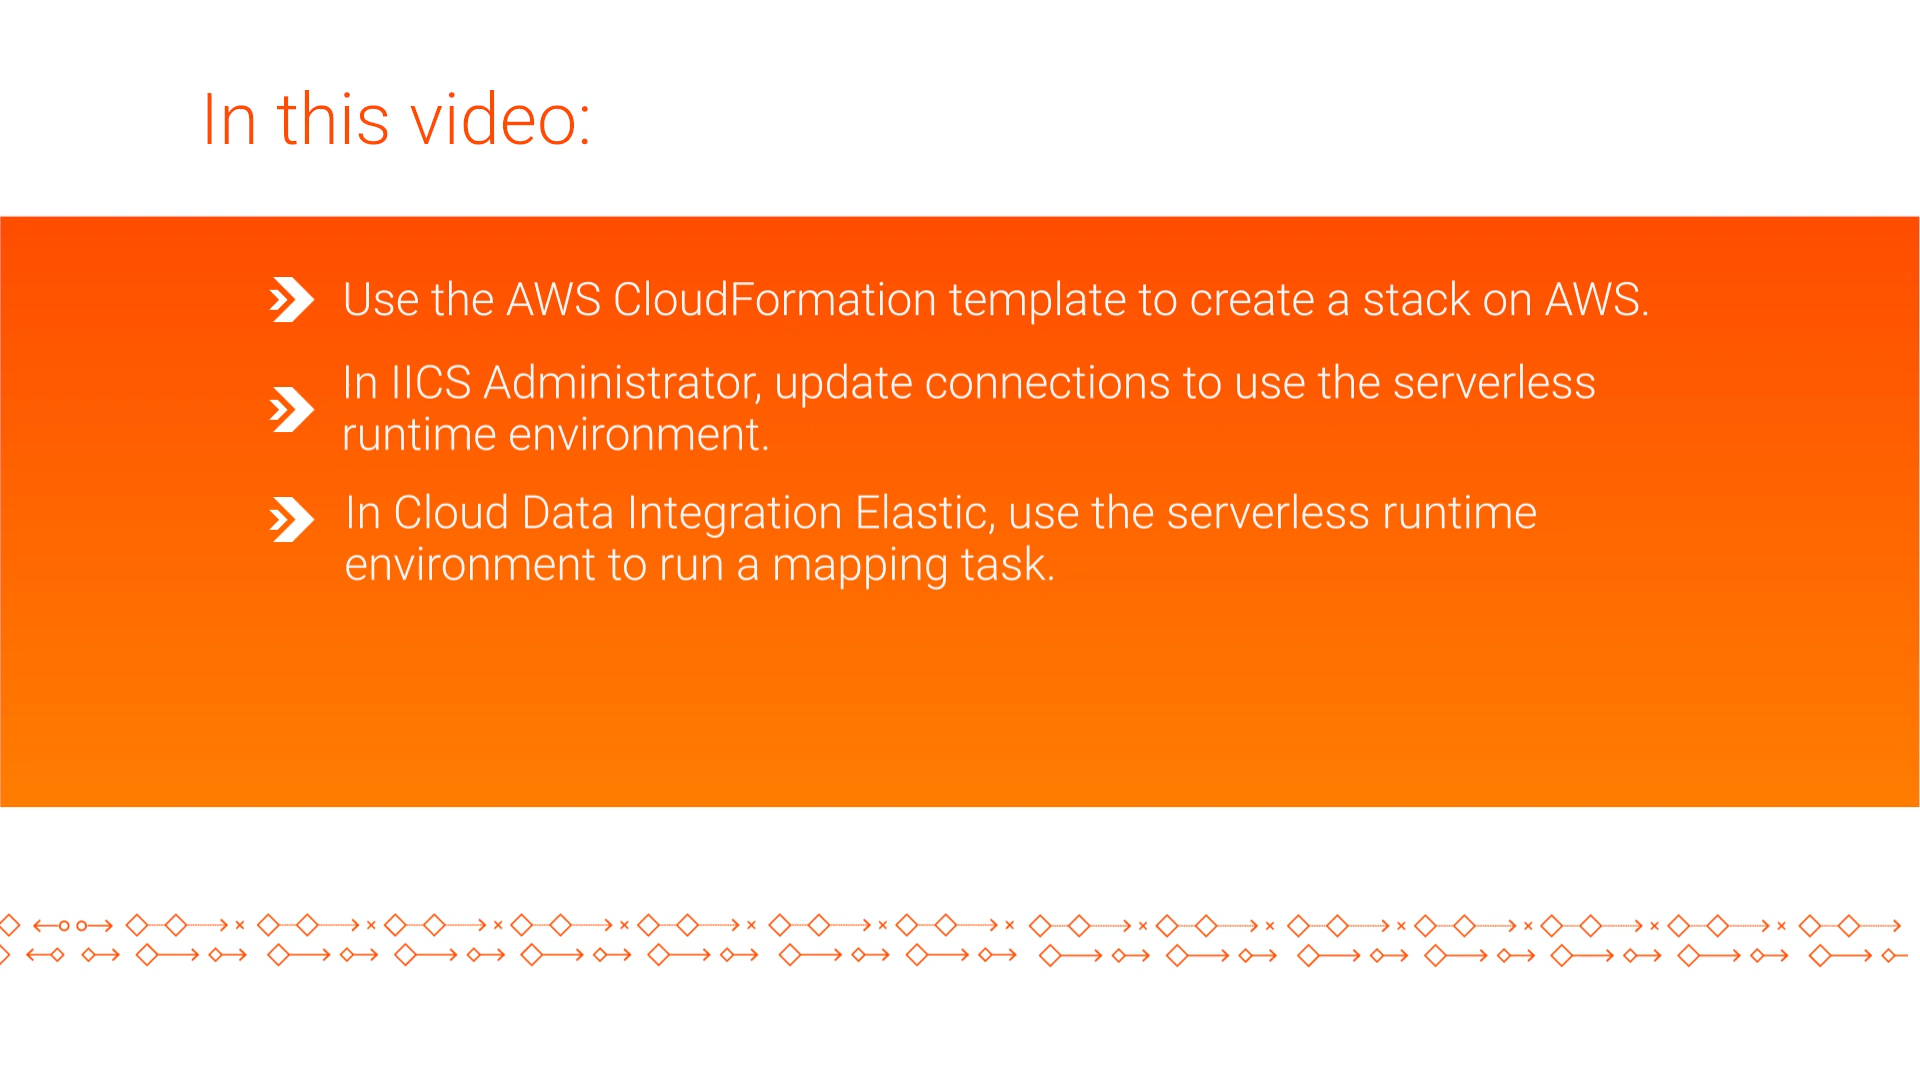 In this video:
Use the AWS CloudFormation template to create a stack on AWS.
In IICS Administrator, update connections to use the serverless
runtime environment.
In Cloud Data Integration Elastic, use the serverless runtime
environment to run a mapping task.